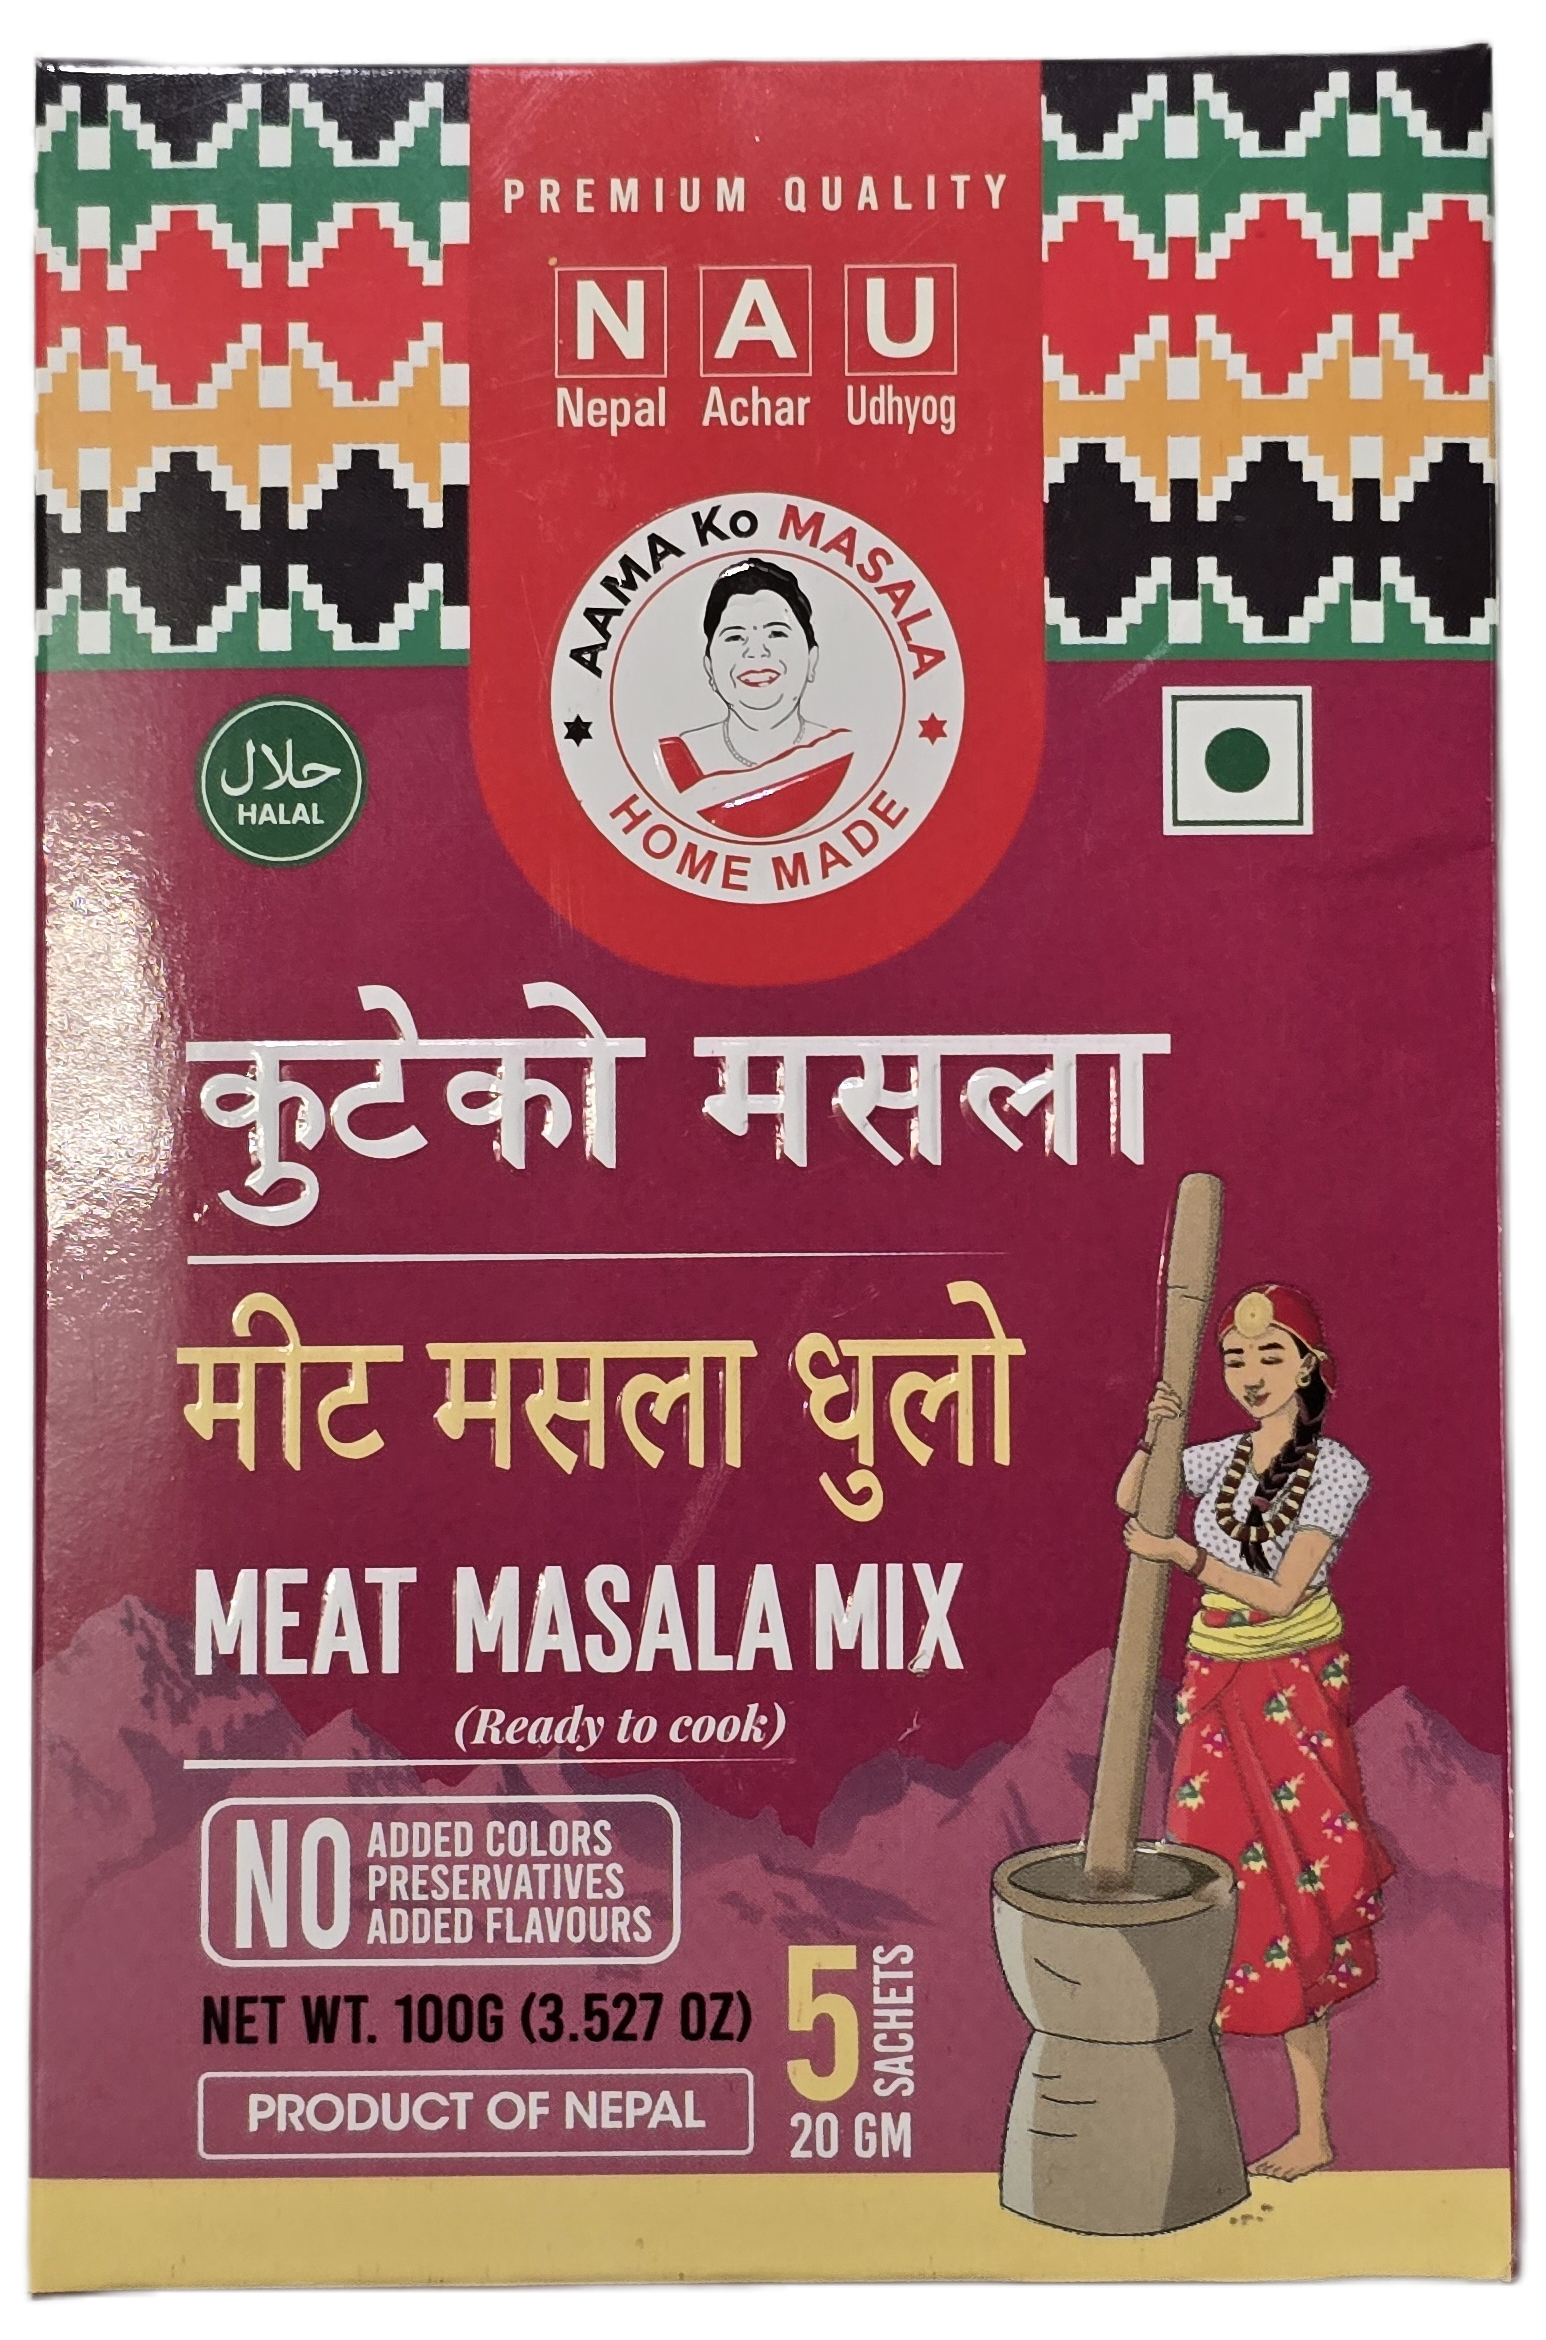 PREMIUM QUALITY
N A U
Nepal Achar Udhyog
AAMA Ko MASALA
HOME MADE
حلال
HALAL
कुटेको मसला
मीट मसला धुलो
MEAT MASALA MIX
(Ready to cook)
NO ADDED COLORS
PRESERVATIVES
ADDED FLAVOURS
NET WT. 100G (3.527 OZ)
5 SACHETS
20 GM
PRODUCT OF NEPAL